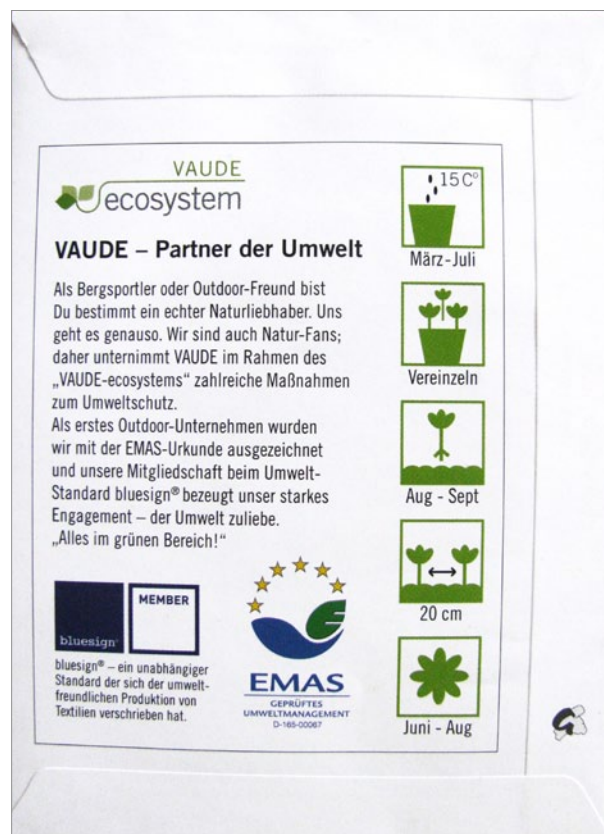 VAUDE
ecosystem
VAUDE – Partner der Umwelt
Als Bergsportler oder Outdoor-Freund bist
Du bestimmt ein echter Naturliebhaber. Uns
geht es genauso. Wir sind auch Natur-Fans;
daher unternimmt VAUDE im Rahmen des
„VAUDE-ecosystems“ zahlreiche Maßnahmen
zum Umweltschutz.
Als erstes Outdoor-Unternehmen wurden
wir mit der EMAS-Urkunde ausgezeichnet
und unsere Mitgliedschaft beim Umwelt-
Standard bluesign® bezeugt unser starkes
Engagement – der Umwelt zuliebe.
„Alles im grünen Bereich!“
bluesign®
MEMBER
bluesign® – ein unabhängiger
Standard der sich der umwelt-
freundlichen Produktion von
Textilien verschrieben hat.
EMAS
GEPRÜFTES
UMWELTMANAGEMENT
D-165-00067
15C°
März-Juli
Vereinzeln
Aug - Sept
20 cm
Juni - Aug